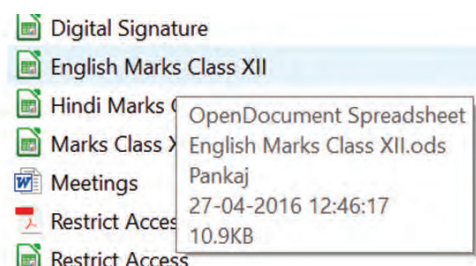 Digital Signature
English Marks Class XII
Hindi Marks
Marks Class
Meetings
Restrict Acces
Restrict Access
OpenDocument Spreadsheet
English Marks Class XII.ods
Pankaj
27-04-2016 12:46:17
10.9KB